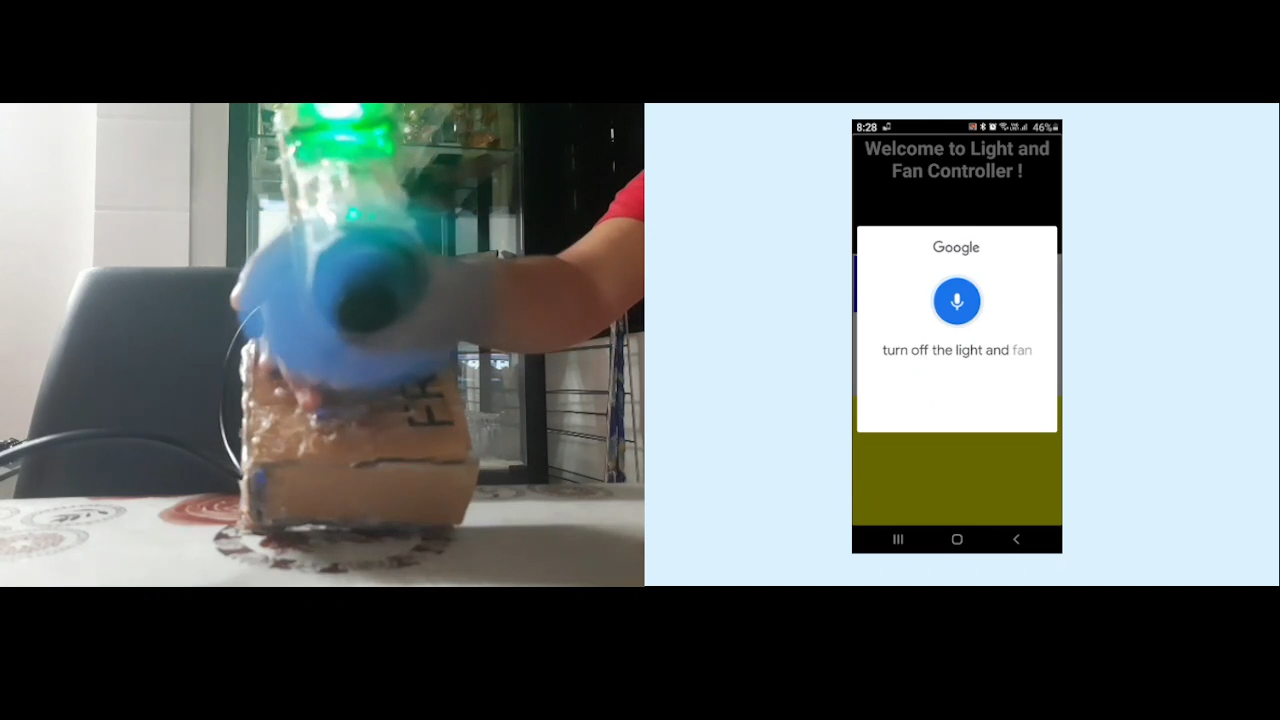 8:28
46%
Welcome to Light and
Fan Controller !
Google
turn off the light and fan